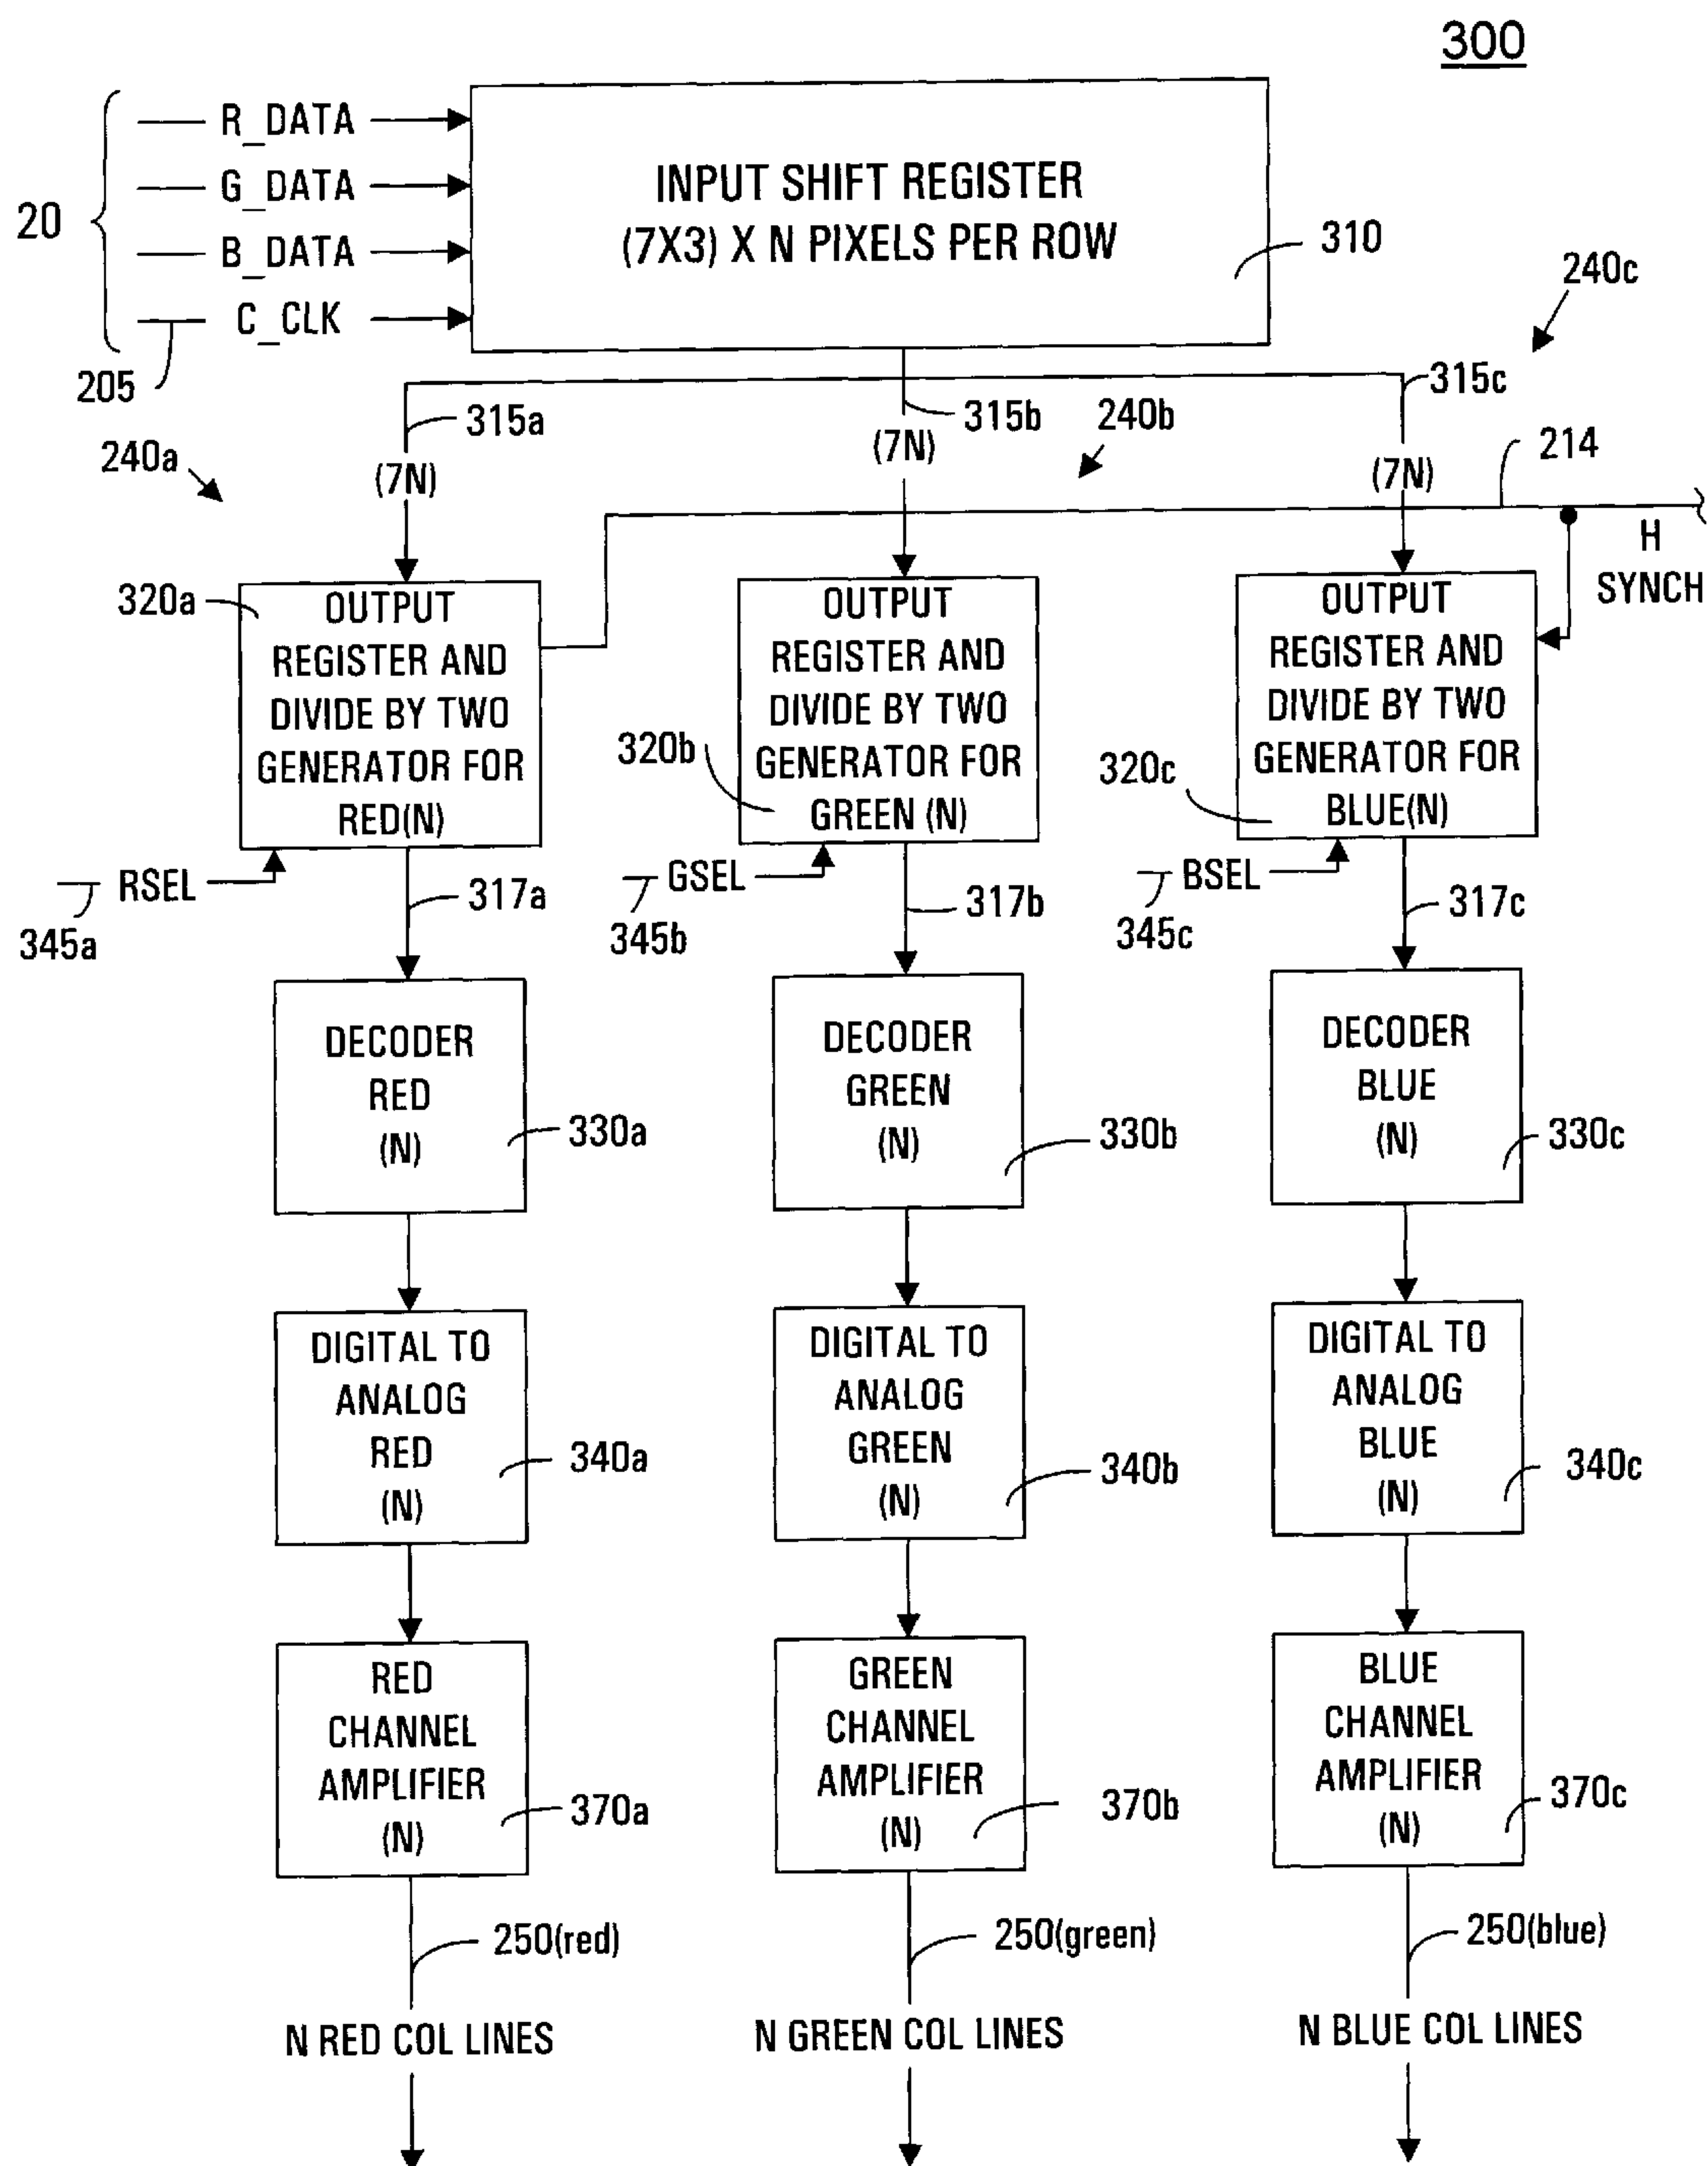 300
R_DATA
G_DATA
B_DATA
C_CLK
20
205
INPUT SHIFT REGISTER
(7X3) X N PIXELS PER ROW
310
240c
315a
315b
315c
240a
240b
(7N)
(7N)
(7N)
214
H
SYNCH
320a
OUTPUT
REGISTER AND
DIVIDE BY TWO
GENERATOR FOR
RED(N)
320b
OUTPUT
REGISTER AND
DIVIDE BY TWO
GENERATOR FOR
GREEN (N)
320c
OUTPUT
REGISTER AND
DIVIDE BY TWO
GENERATOR FOR
BLUE(N)
RSEL
345a
317a
GSEL
345b
317b
BSEL
345c
317c
DECODER
RED
(N)
330a
DECODER
GREEN
(N)
330b
DECODER
BLUE
(N)
330c
DIGITAL TO
ANALOG
RED
(N)
340a
DIGITAL TO
ANALOG
GREEN
(N)
340b
DIGITAL TO
ANALOG
BLUE
(N)
340c
RED
CHANNEL
AMPLIFIER
(N)
370a
GREEN
CHANNEL
AMPLIFIER
(N)
370b
BLUE
CHANNEL
AMPLIFIER
(N)
370c
250(red)
250(green)
250(blue)
N RED COL LINES
N GREEN COL LINES
N BLUE COL LINES